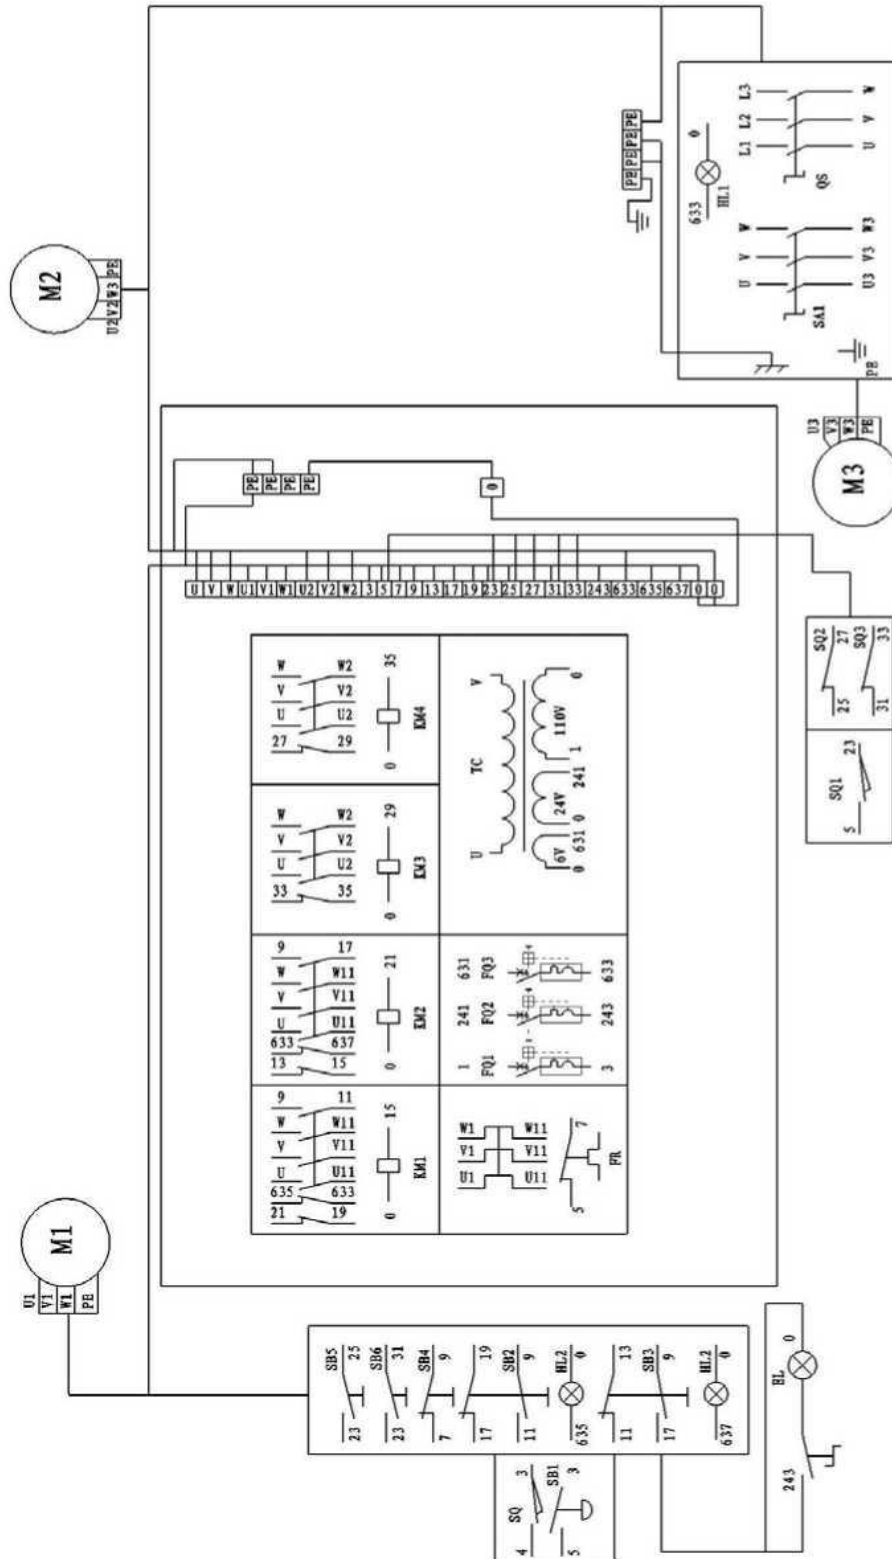 M1
U1
V1
W1
PE
M2
U2 V2 W3 PE
M3
U3
V3
W3
PE
PE PE PE PE
633 HL1 0
L1 L2 L3
QS
U V W
U V W
SA1
U3 V3 W3
PE
PE
PE
PE
PE
0
U
V
W
U1
V1
W1
U2
V2
W2
3
5
7
9
13
17
19
23
25
27
31
33
243
633
635
637
0
0
21 635 U V W 9
19 633 U11 V11 W11 11
0 15
KM1
13 633 U V W 9
15 637 U11 V11 W11 17
0 21
KM2
33 U V W
35 U2 V2 W2
0 29
KM3
27 U V W
29 U2 V2 W2
0 35
KM4
U1 V1 W1
U11 V11 W11
5 7
FR
1 241 631
FQ1 FQ2 FQ3
3 243 633
U TC V
6V 24V 110V
0 631 0 241 1 0
SQ1
5 23
SQ2
25 27
SQ3
31 33
SB5
23 25
SB6
23 31
SB4
7 9
17 19
SB2
11 9
HL2
635 0
11 13
SB3
17 9
HL2
637 0
SQ
4 3
SB1
5 3
EL
243 0